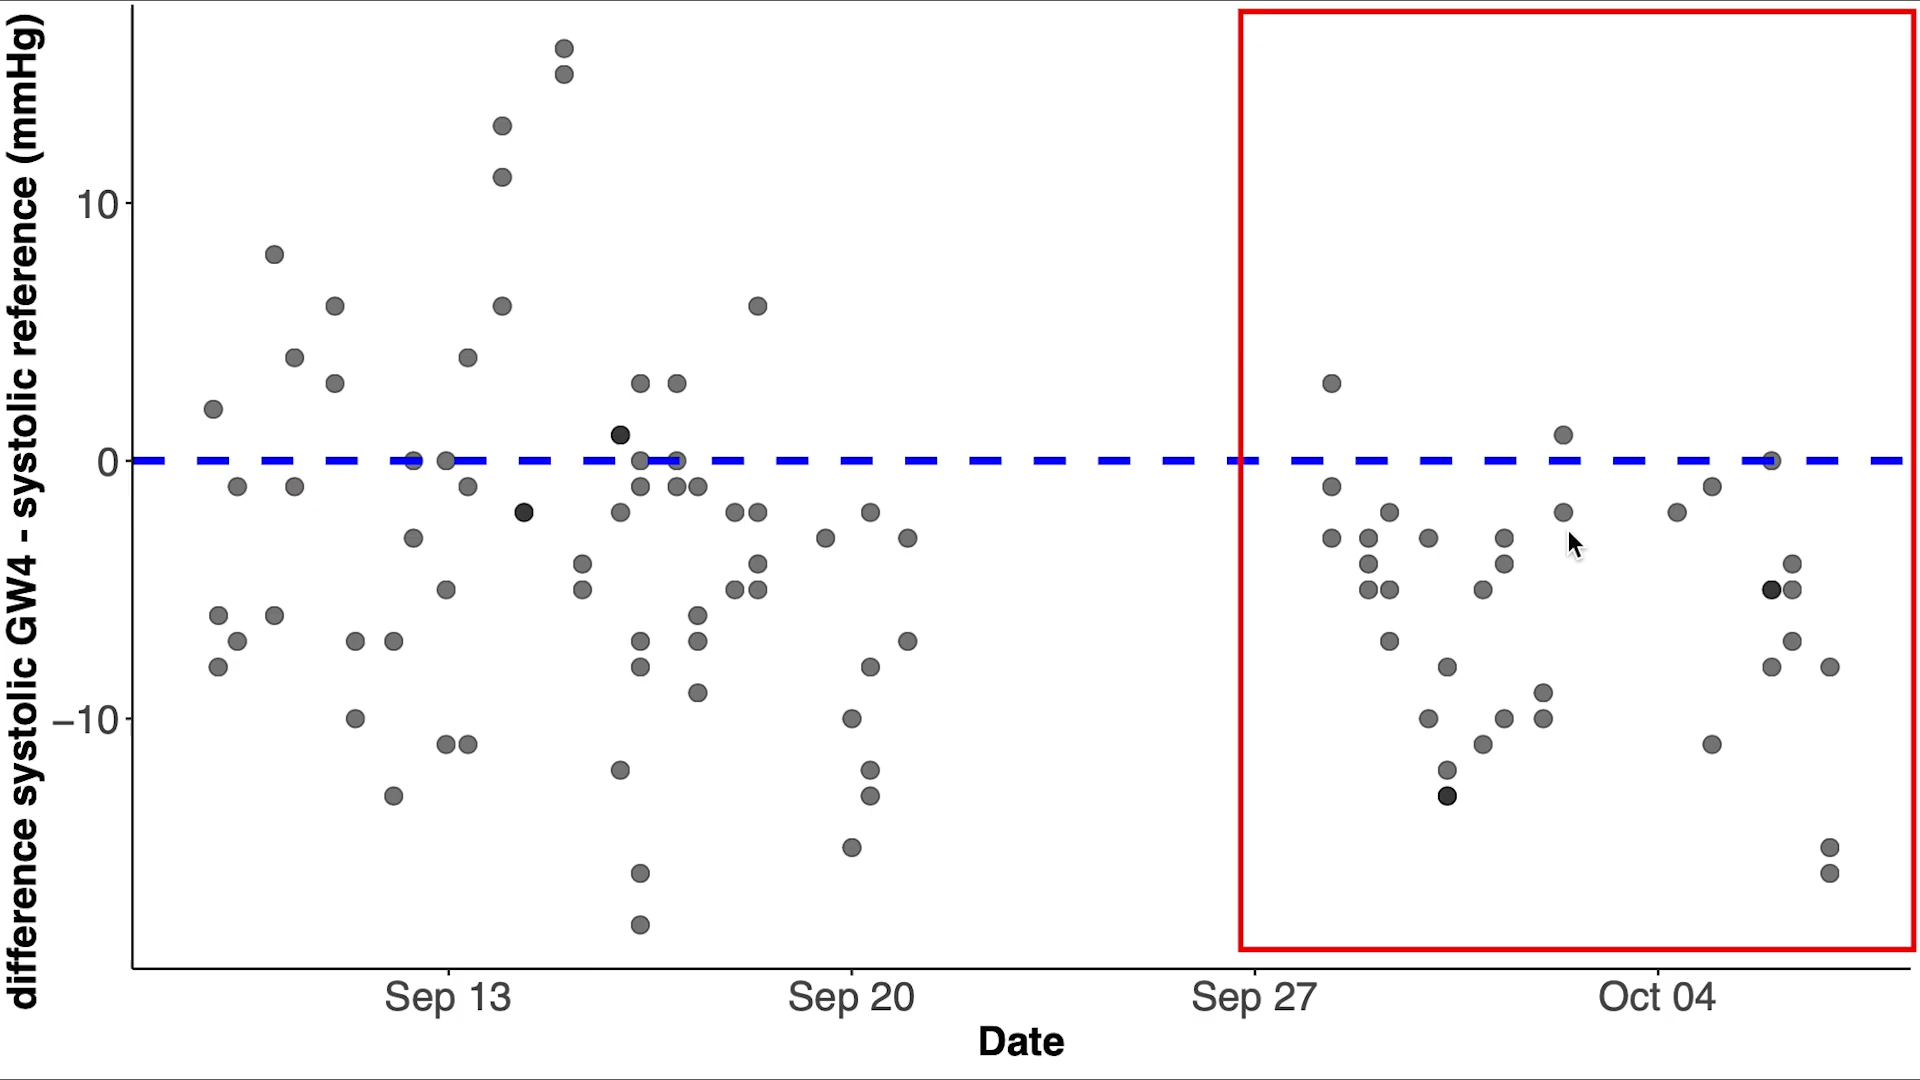 difference systolic GW4 - systolic reference (mmHg)
10
0
−10
Sep 13
Sep 20
Sep 27
Oct 04
Date